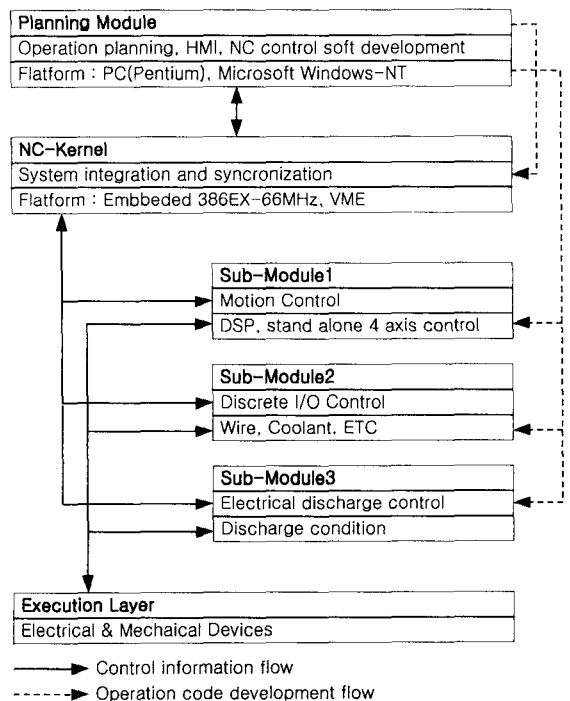 Planning Module
Operation planning, HMI, NC control soft development
Flatform : PC(Pentium), Microsoft Windows-NT
NC-Kernel
System integration and syncronization
Flatform : Embbeded 386EX-66MHz, VME
Sub-Module1
Motion Control
DSP, stand alone 4 axis control
Sub-Module2
Discrete I/O Control
Wire, Coolant, ETC
Sub-Module3
Electrical discharge control
Discharge condition
Execution Layer
Electrical & Mechaical Devices
Control information flow
Operation code development flow